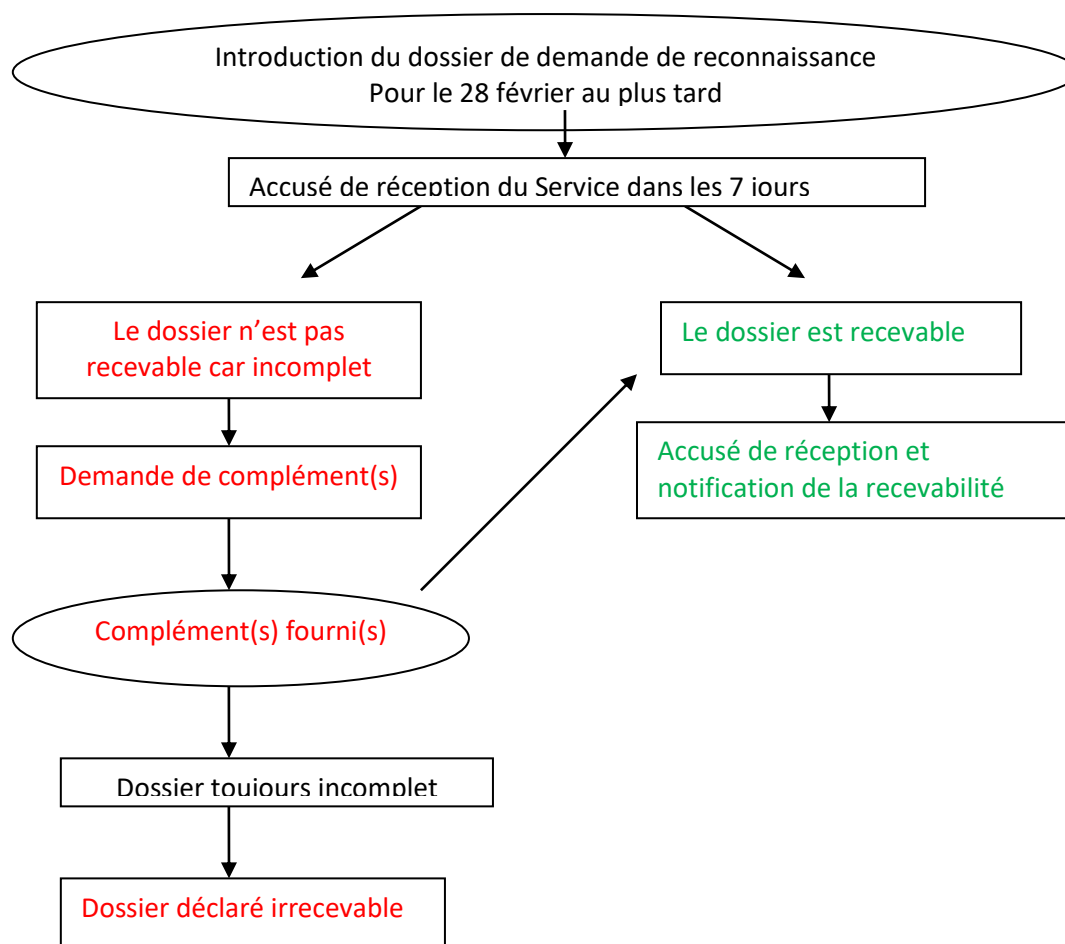 Introduction du dossier de demande de reconnaissance
Pour le 28 février au plus tard
Accusé de réception du Service dans les 7 jours
Le dossier n’est pas
recevable car incomplet
Le dossier est recevable
Demande de complément(s)
Accusé de réception et
notification de la recevabilité
Complément(s) fourni(s)
Dossier toujours incomplet
Dossier déclaré irrecevable